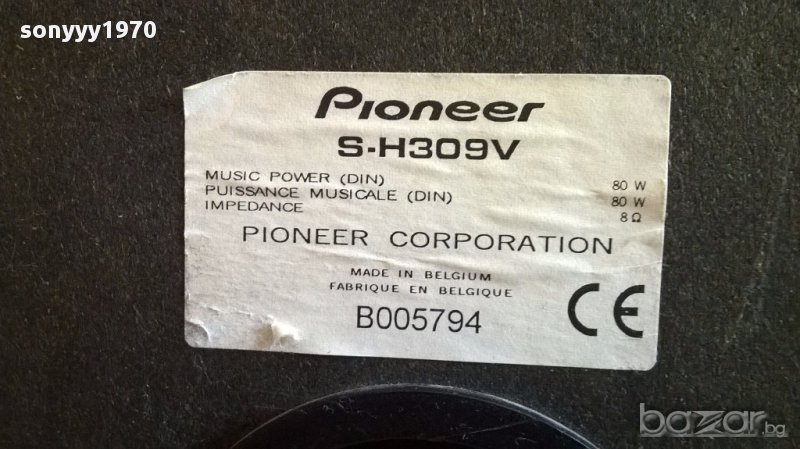 sonyyy1970
Pioneer
S-H309V
MUSIC POWER (DIN) 80 W
PUISSANCE MUSICALE (DIN) 80 W
IMPEDANCE 8 Ω
PIONEER CORPORATION
MADE IN BELGIUM
FABRIQUE EN BELGIQUE
B005794
CE
bazar.bg